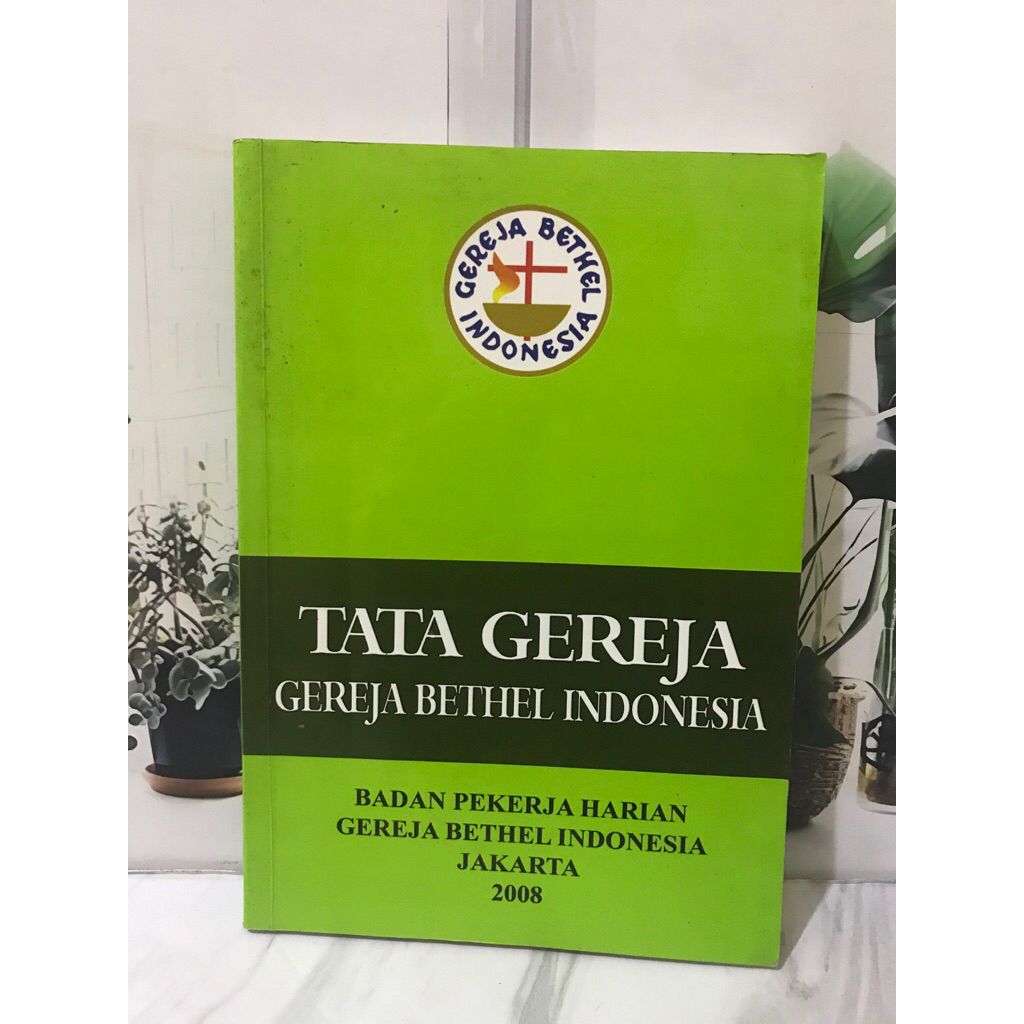 GEREJA BETHEL
INDONESIA
TATA GEREJA
GEREJA BETHEL INDONESIA
BADAN PEKERJA HARIAN
GEREJA BETHEL INDONESIA
JAKARTA
2008